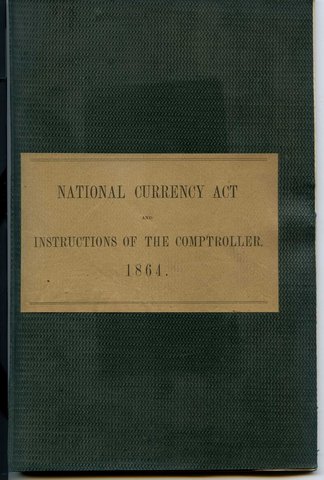 NATIONAL CURRENCY ACT
AND
INSTRUCTIONS OF THE COMPTROLLER.
1864.